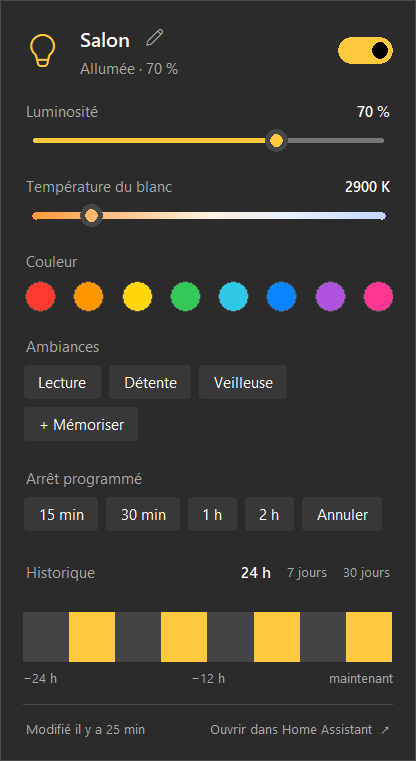 Salon
Allumée · 70 %
Luminosité 70 %
Température du blanc 2900 K
Couleur
Ambiances
Lecture Détente Veilleuse
+ Mémoriser
Arrêt programmé
15 min 30 min 1 h 2 h Annuler
Historique 24 h 7 jours 30 jours
−24 h −12 h maintenant
Modifié il y a 25 min Ouvrir dans Home Assistant ↗